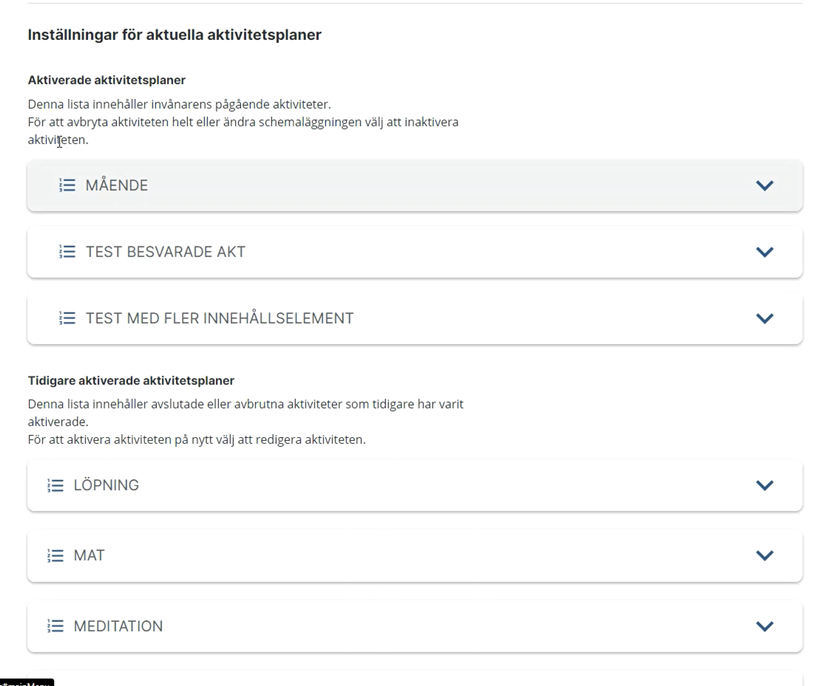 Inställningar för aktuella aktivitetsplaner
Aktiverade aktivitetsplaner
Denna lista innehåller invånarens pågående aktiviteter.
För att avbryta aktiviteten helt eller ändra schemaläggningen välj att inaktivera
aktiviteten.
MÅENDE
TEST BESVARADE AKT
TEST MED FLER INNEHÅLLSELEMENT
Tidigare aktiverade aktivitetsplaner
Denna lista innehåller avslutade eller avbrutna aktiviteter som tidigare har varit
aktiverade.
För att aktivera aktiviteten på nytt välj att redigera aktiviteten.
LÖPNING
MAT
MEDITATION